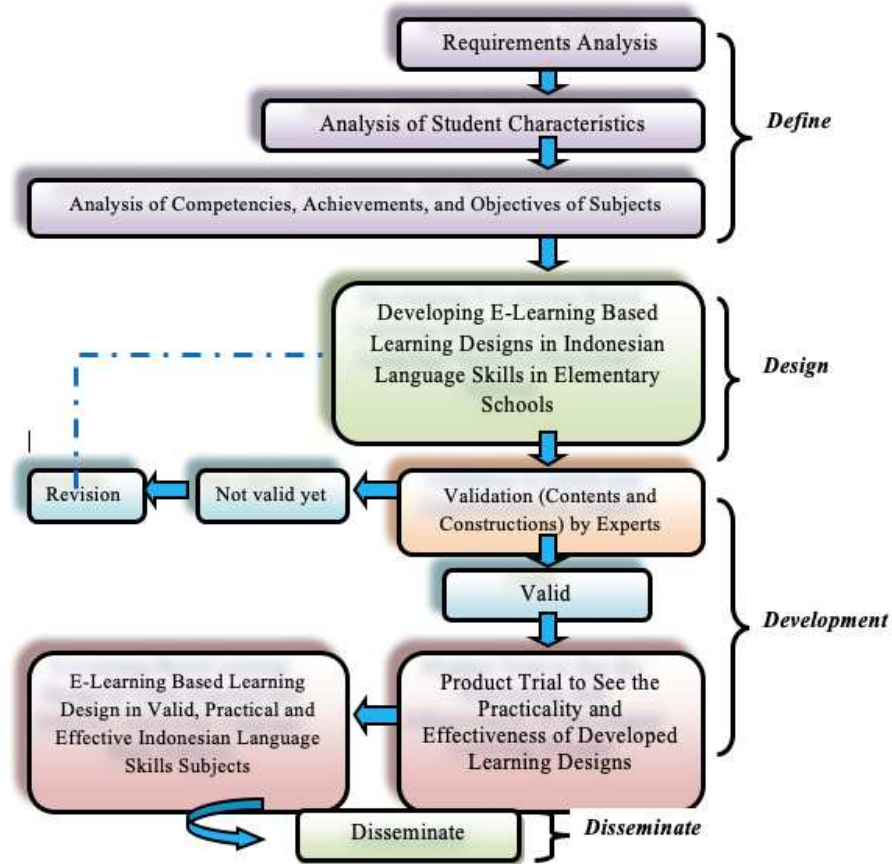 Requirements Analysis
Analysis of Student Characteristics
Define
Analysis of Competencies, Achievements, and Objectives of Subjects
Developing E-Learning Based
Learning Designs in Indonesian
Language Skills in Elementary
Schools
Design
Revision
Not valid yet
Validation (Contents and
Constructions) by Experts
Valid
Development
E-Learning Based Learning
Design in Valid, Practical and
Effective Indonesian Language
Skills Subjects
Product Trial to See the
Practicality and
Effectiveness of Developed
Learning Designs
Disseminate
Disseminate